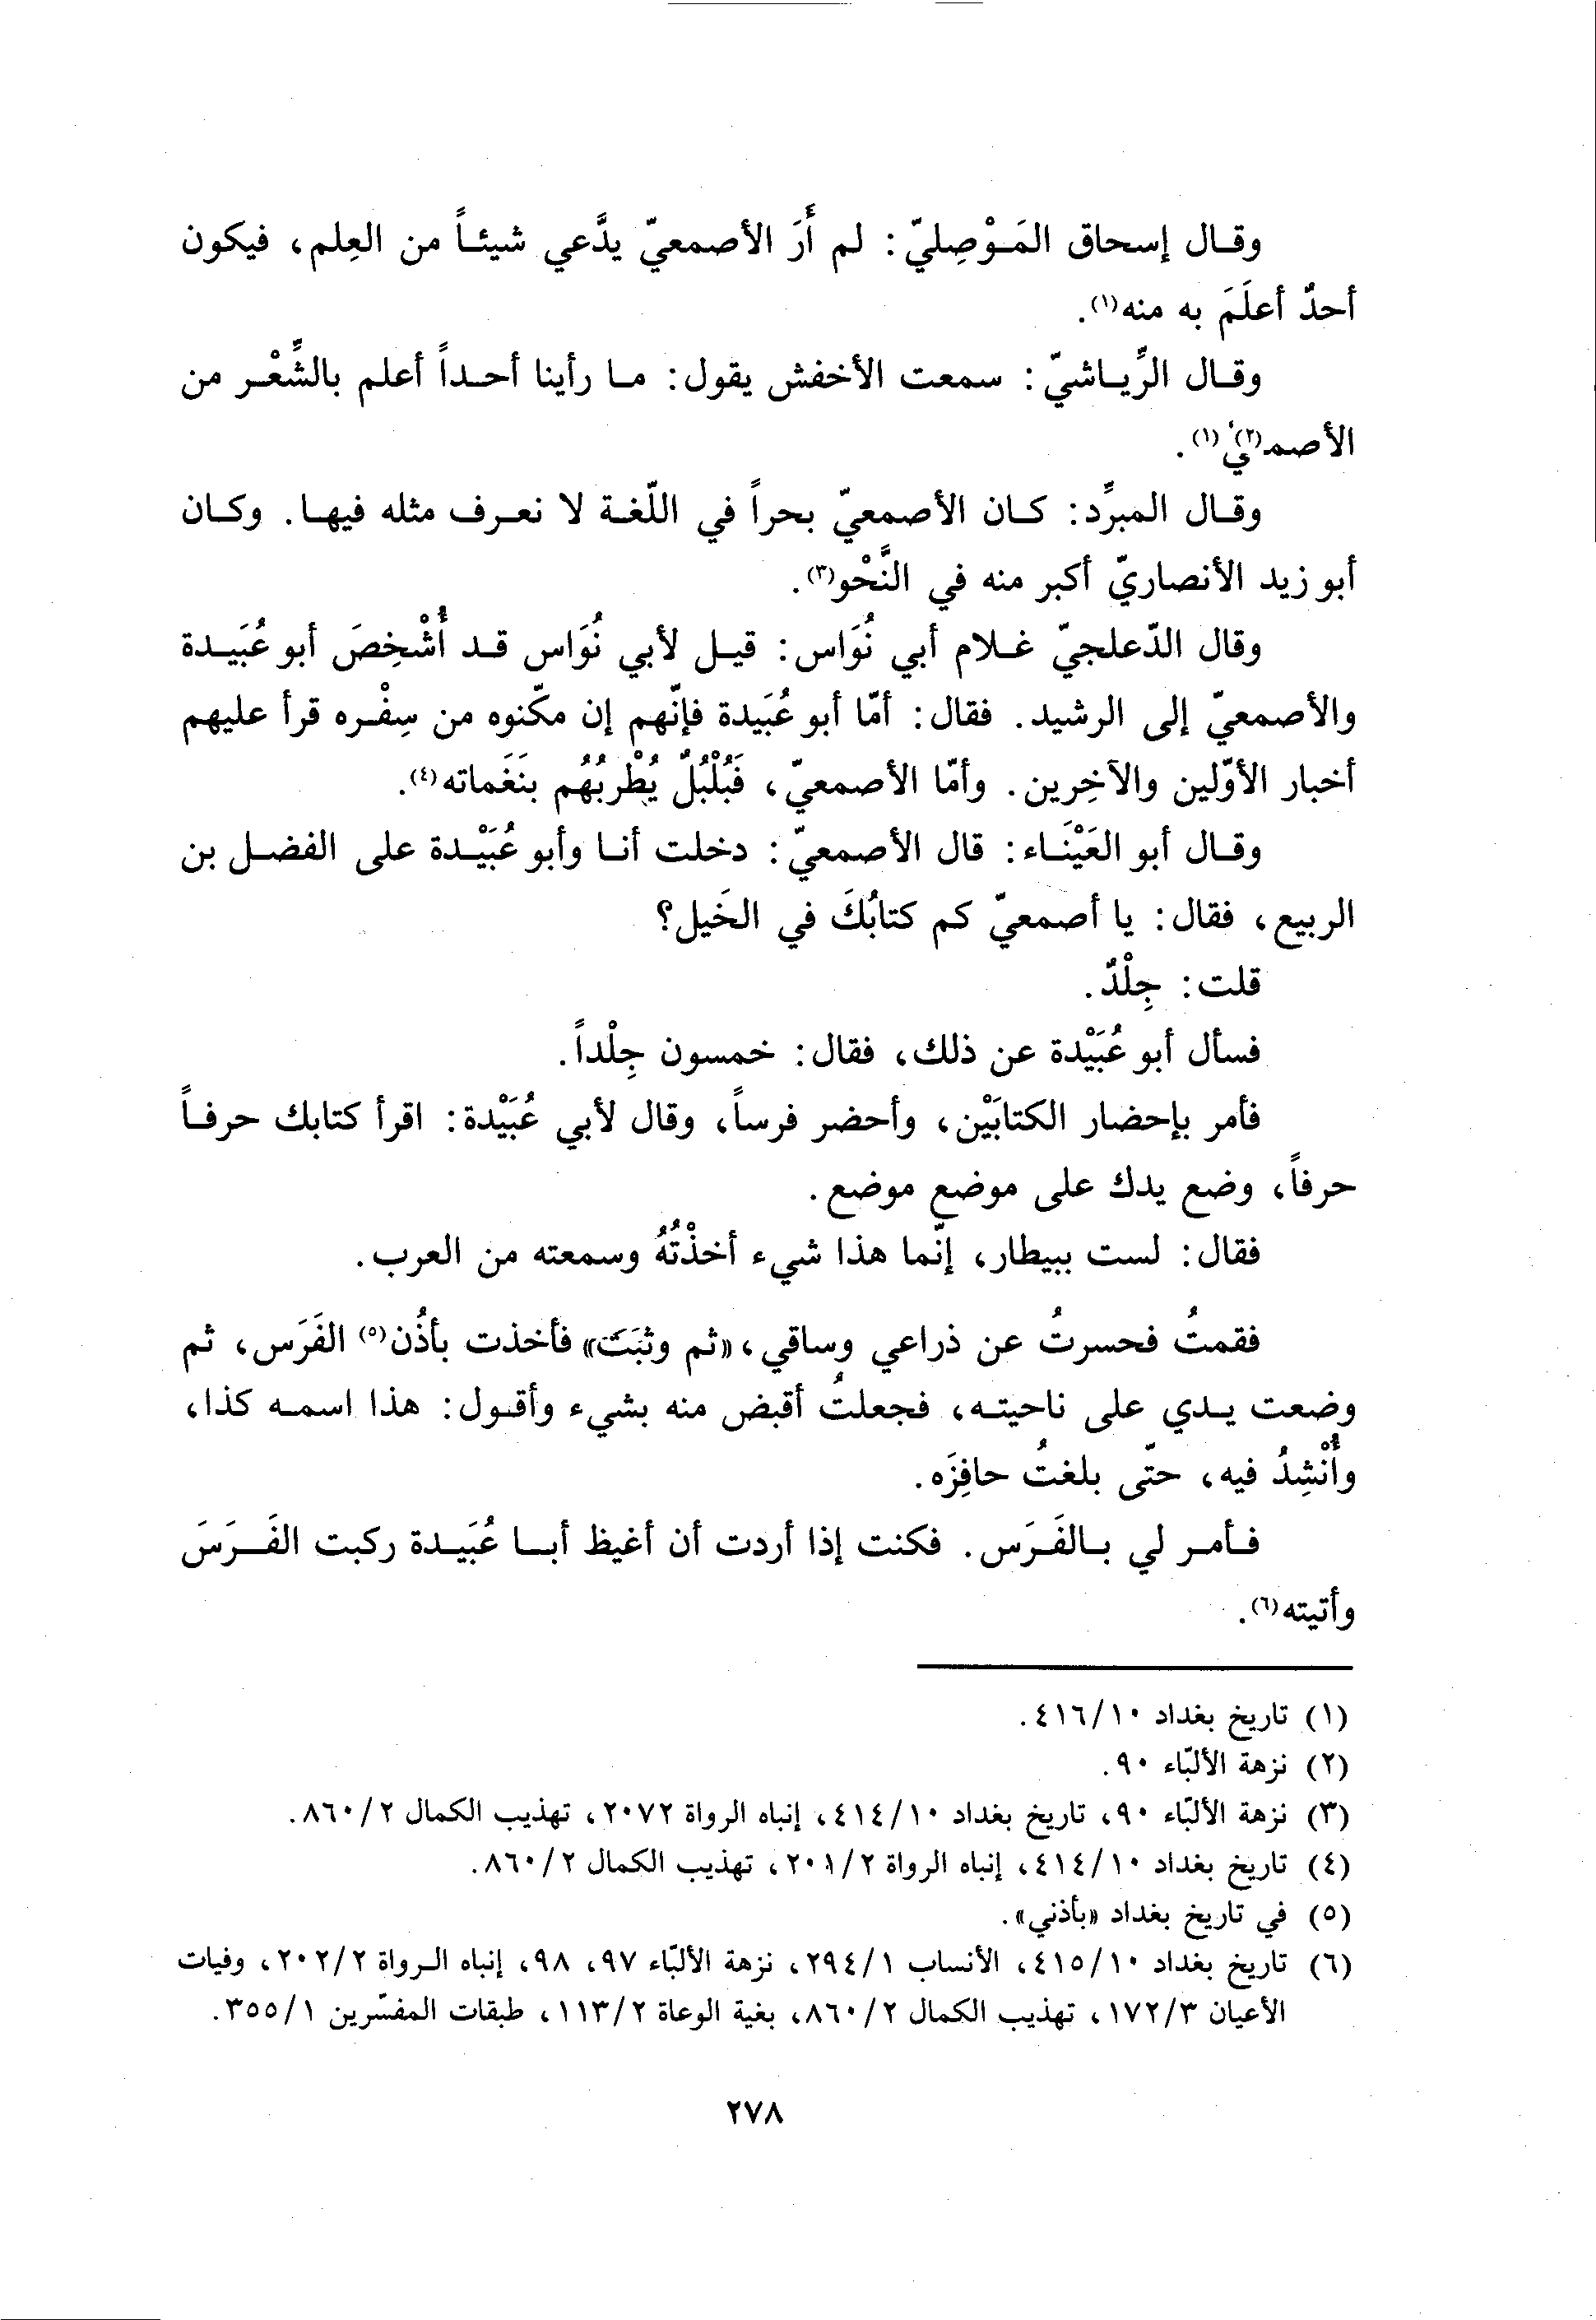 وقال إسحاق المَوْصِليّ: لم أَرَ الأصمعيّ يدَّعي شيئاً من العِلم، فيكون
أحدٌ أعلَمَ به منه(١).
وقال الرِّياشيّ: سمعت الأخفش يقول: ما رأينا أحداً أعلم بالشِّعْر من
الأصمعي(٢)(١).
وقال المبرِّد: كان الأصمعيّ بحراً في اللّغة لا نعرف مثله فيها. وكان
أبو زيد الأنصاريّ أكبر منه في النَّحْو(٣).
وقال الدّعلجيّ غلام أبي نُوَاس: قيل لأبي نُوَاس قد أُشْخِصَ أبو عُبَيدة
والأصمعيّ إلى الرشيد. فقال: أمّا أبو عُبَيدة فإنّهم إن مكّنوه من سِفْره قرأ عليهم
أخبار الأوّلين والآخِرين. وأمّا الأصمعيّ، فَبُلْبُلٌ يُطْرِبُهُم بنَغَماته(٤).
وقال أبو العَيْنَاء: قال الأصمعيّ: دخلت أنا وأبو عُبَيْدة على الفضل بن
الربيع، فقال: يا أصمعيّ كم كتابُكَ في الخَيل؟
قلت: جِلْدٌ.
فسأل أبو عُبَيْدة عن ذلك، فقال: خمسون جِلْداً.
فأمر بإحضار الكتابَيْن، وأحضر فرساً، وقال لأبي عُبَيْدة: اقرأ كتابك حرفاً
حرفاً، وضع يدك على موضع موضع.
فقال: لست ببيطار، إنّما هذا شيء أخذْتُهُ وسمعته من العرب.
فقمتُ فحسرتُ عن ذراعي وساقي، «ثم وثبَتَ» فأخذت بأذُن(٥) الفَرَس، ثم
وضعت يدي على ناحيته، فجعلتُ أقبض منه بشيء وأقول: هذا اسمه كذا،
وأُنْشِدُ فيه، حتّى بلغتُ حافِزَه.
فأمر لي بالفَرَس. فكنت إذا أردت أن أغيظ أبا عُبَيدة ركبت الفَرَسَ
وأتيته(٦).
(١) تاريخ بغداد ٤١٦/١٠.
(٢) نزهة الألبّاء ٩٠.
(٣) نزهة الألبّاء ٩٠، تاريخ بغداد ٤١٤/١٠، إنباه الرواة ٢٠٧٢، تهذيب الكمال ٨٦٠/٢.
(٤) تاريخ بغداد ٤١٤/١٠، إنباه الرواة ٢٠١/٢، تهذيب الكمال ٨٦٠/٢.
(٥) في تاريخ بغداد «بأذني».
(٦) تاريخ بغداد ٤١٥/١٠، الأنساب ٢٩٤/١، نزهة الألبّاء ٩٧، ٩٨، إنباه الرواة ٢٠٢/٢، وفيات
الأعيان ١٧٢/٣، تهذيب الكمال ٨٦٠/٢، بغية الوعاة ١١٣/٢، طبقات المفسّرين ٣٥٥/١.
٢٧٨